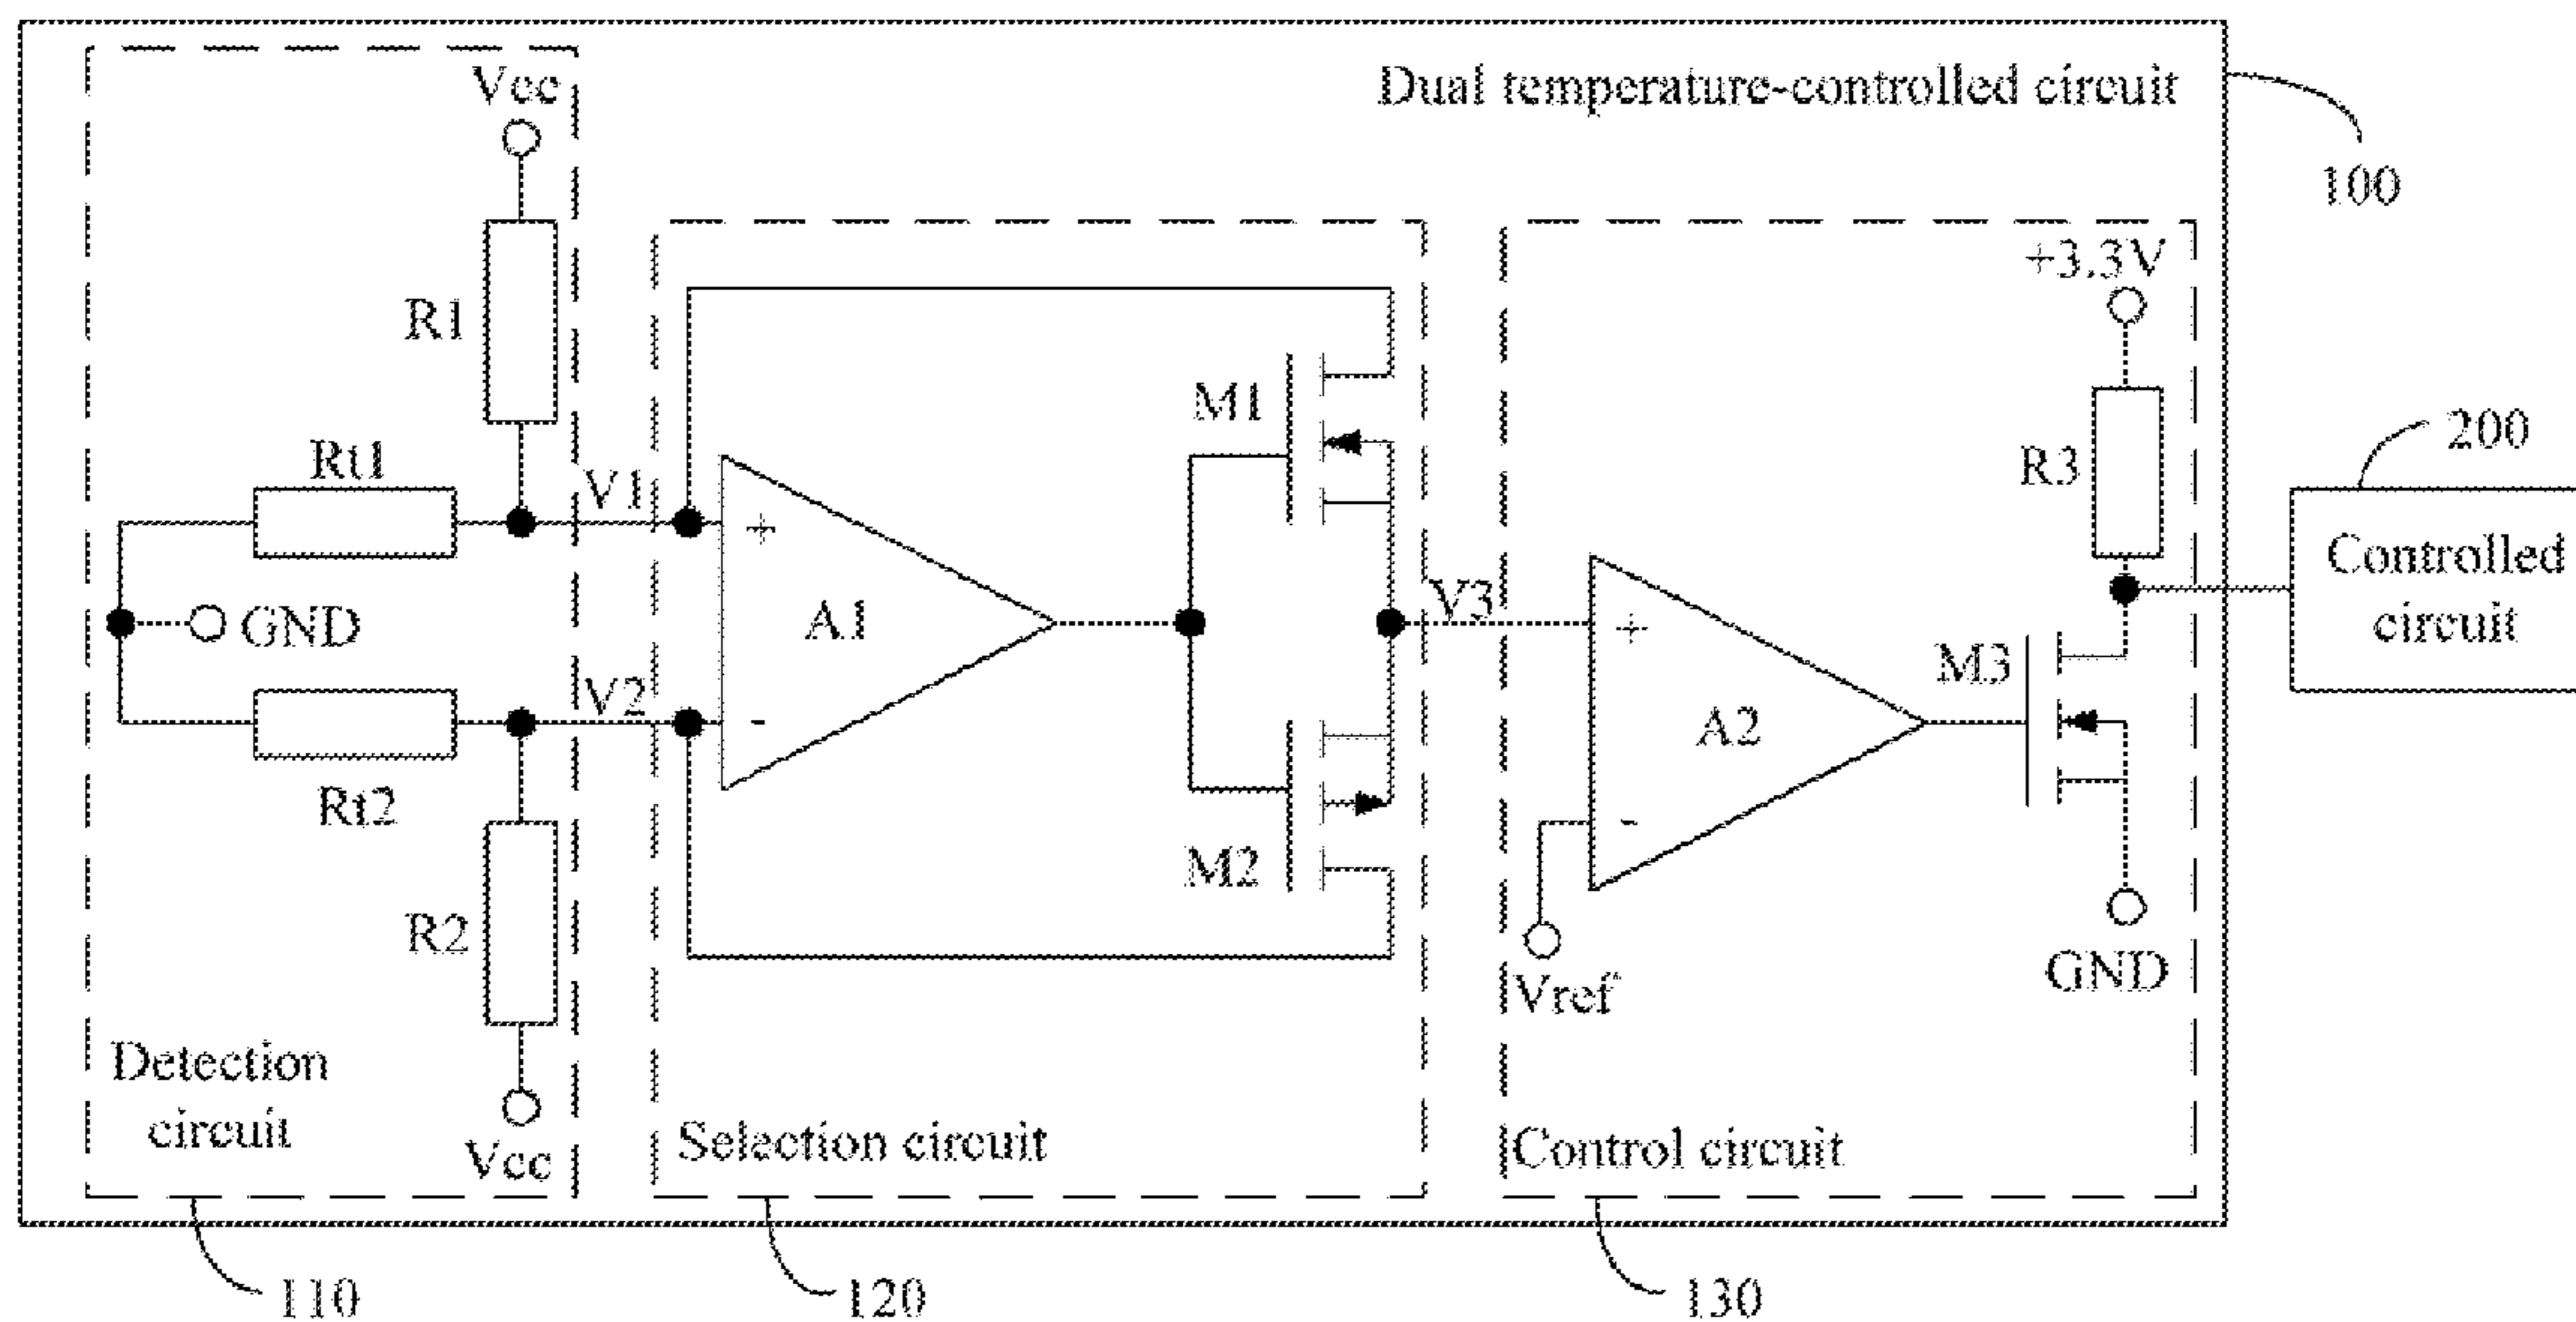 Dual temperature-controlled circuit
100
Vcc
R1
Rt1
V1
GND
V2
Rt2
R2
Vcc
Detection
circuit
110
+
A1
-
M1
M2
V3
Selection circuit
120
+
A2
-
Vref
M3
+3.3V
R3
GND
Control circuit
130
200
Controlled
circuit